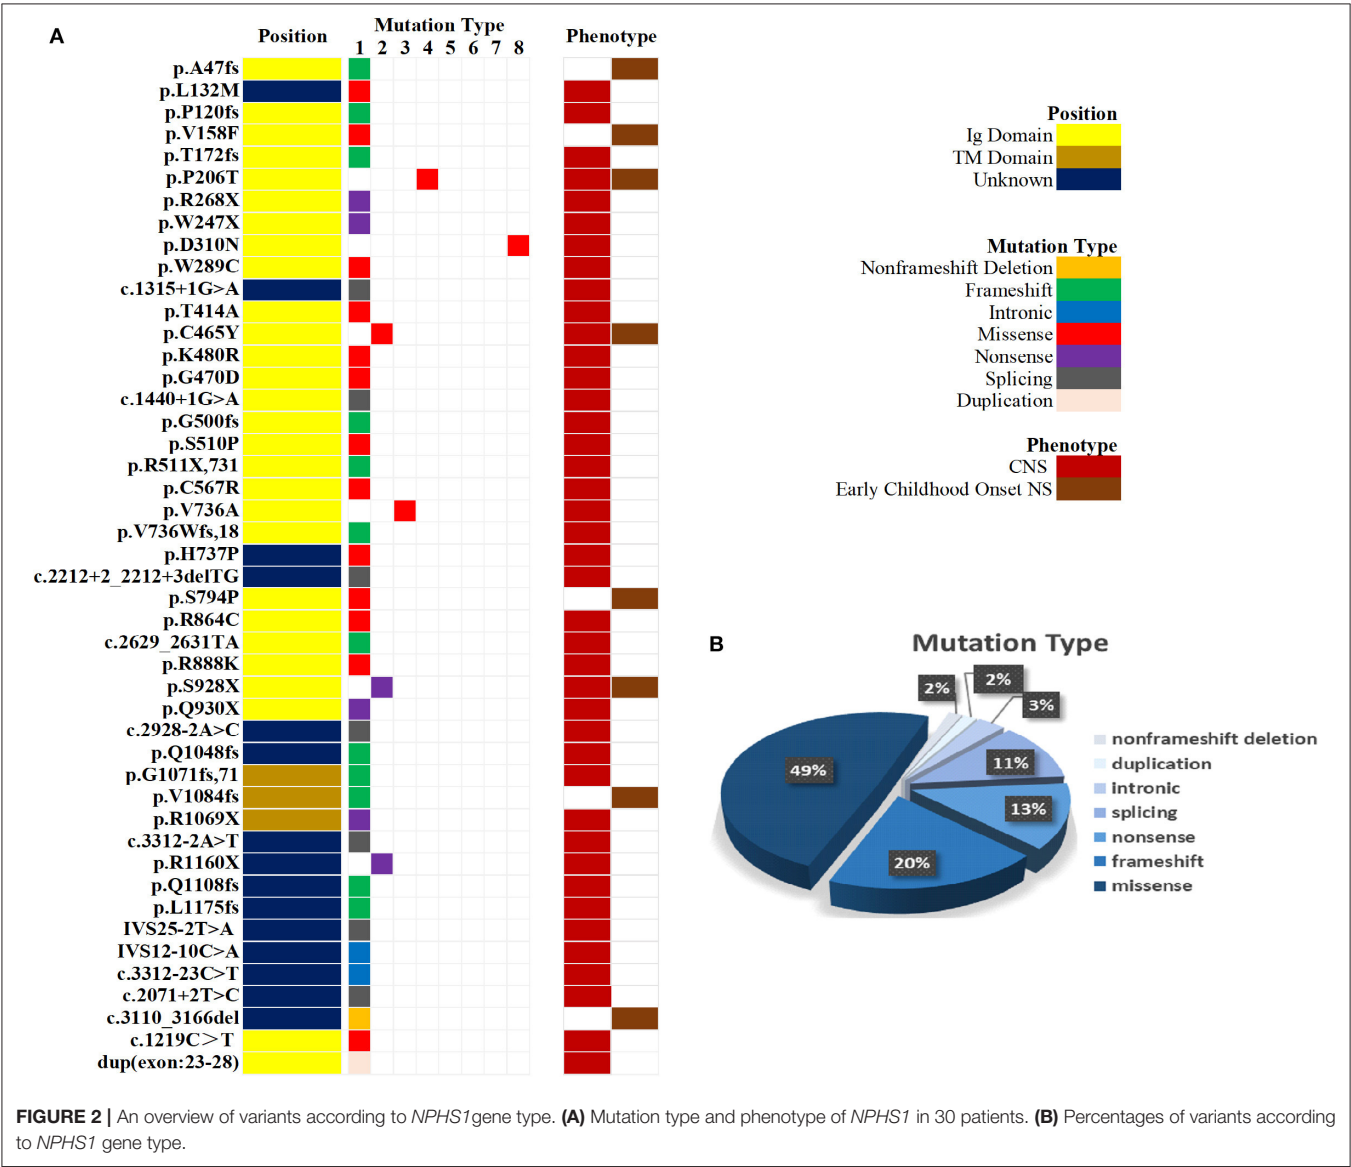 A
Position
Mutation Type
1 2 3 4 5 6 7 8
Phenotype
p.A47fs
p.L132M
p.P120fs
p.V158F
p.T172fs
p.P206T
p.R268X
p.W247X
p.D310N
p.W289C
c.1315+1G>A
p.T414A
p.C465Y
p.K480R
p.G470D
c.1440+1G>A
p.G500fs
p.S510P
p.R511X,731
p.C567R
p.V736A
p.V736Wfs,18
p.H737P
c.2212+2_2212+3delTG
p.S794P
p.R864C
c.2629_2631TA
p.R888K
p.S928X
p.Q930X
c.2928-2A>C
p.Q1048fs
p.G1071fs,71
p.V1084fs
p.R1069X
c.3312-2A>T
p.R1160X
p.Q1108fs
p.L1175fs
IVS25-2T>A
IVS12-10C>A
c.3312-23C>T
c.2071+2T>C
c.3110_3166del
c.1219C＞T
dup(exon:23-28)
Position
Ig Domain
TM Domain
Unknown
Mutation Type
Nonframeshift Deletion
Frameshift
Intronic
Missense
Nonsense
Splicing
Duplication
Phenotype
CNS
Early Childhood Onset NS
B
Mutation Type
2%
2%
3%
11%
13%
20%
49%
nonframeshift deletion
duplication
intronic
splicing
nonsense
frameshift
missense
FIGURE 2 | An overview of variants according to NPHS1gene type. (A) Mutation type and phenotype of NPHS1 in 30 patients. (B) Percentages of variants according
to NPHS1 gene type.